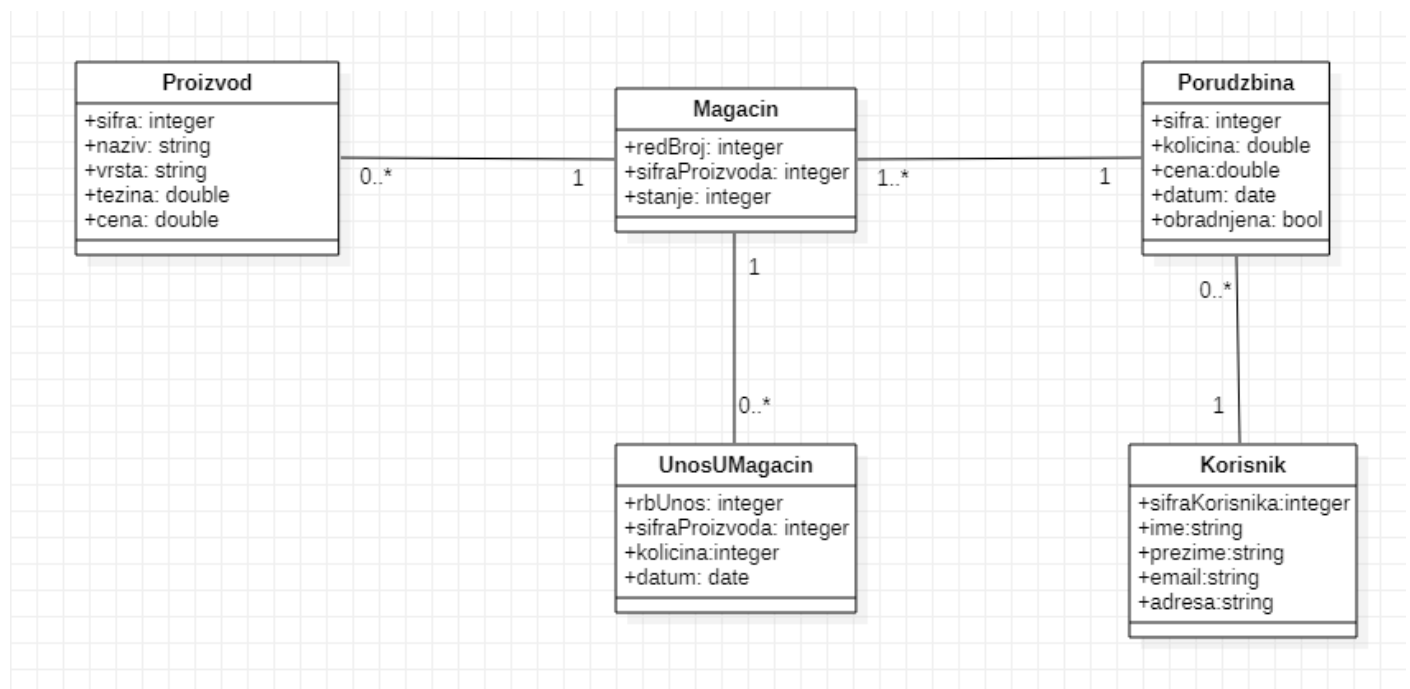 Proizvod
+sifra: integer
+naziv: string
+vrsta: string
+tezina: double
+cena: double
0..*
1
Magacin
+redBroj: integer
+sifraProizvoda: integer
+stanje: integer
1..*
1
Porudzbina
+sifra: integer
+kolicina: double
+cena:double
+datum: date
+obradnjena: bool
1
0..*
0..*
1
UnosUMagacin
+rbUnos: integer
+sifraProizvoda: integer
+kolicina:integer
+datum: date
Korisnik
+sifraKorisnika:integer
+ime:string
+prezime:string
+email:string
+adresa:string